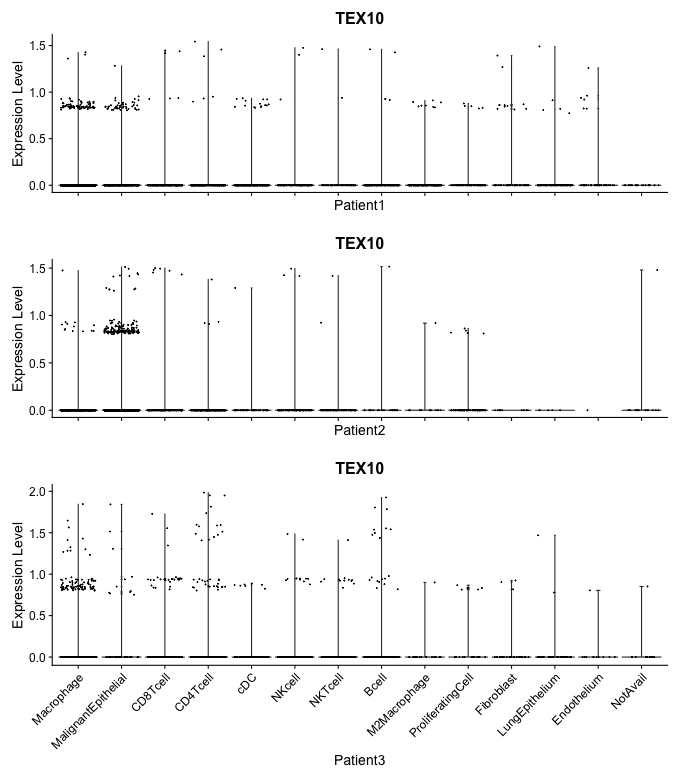 TEX10
Expression Level
1.5
1.0
0.5
0.0
Patient1
TEX10
Expression Level
1.5
1.0
0.5
0.0
Patient2
TEX10
Expression Level
2.0
1.5
1.0
0.5
0.0
Macrophage
MalignantEpithelial
CD8Tcell
CD4Tcell
cDC
NKcell
NKTcell
Bcell
M2Macrophage
ProliferatingCell
Fibroblast
LungEpithelium
Endothelium
NotAvail
Patient3